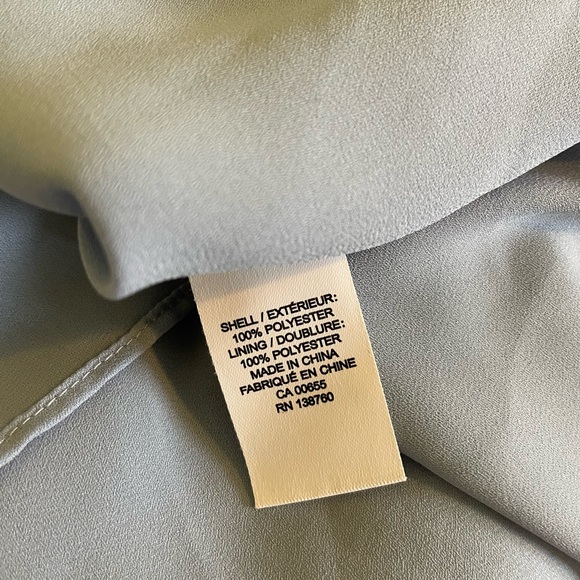 SHELL / EXTÉRIEUR:
100% POLYESTER
LINING / DOUBLURE:
100% POLYESTER
MADE IN CHINA
FABRIQUÉ EN CHINE
CA 00655
RN 138760